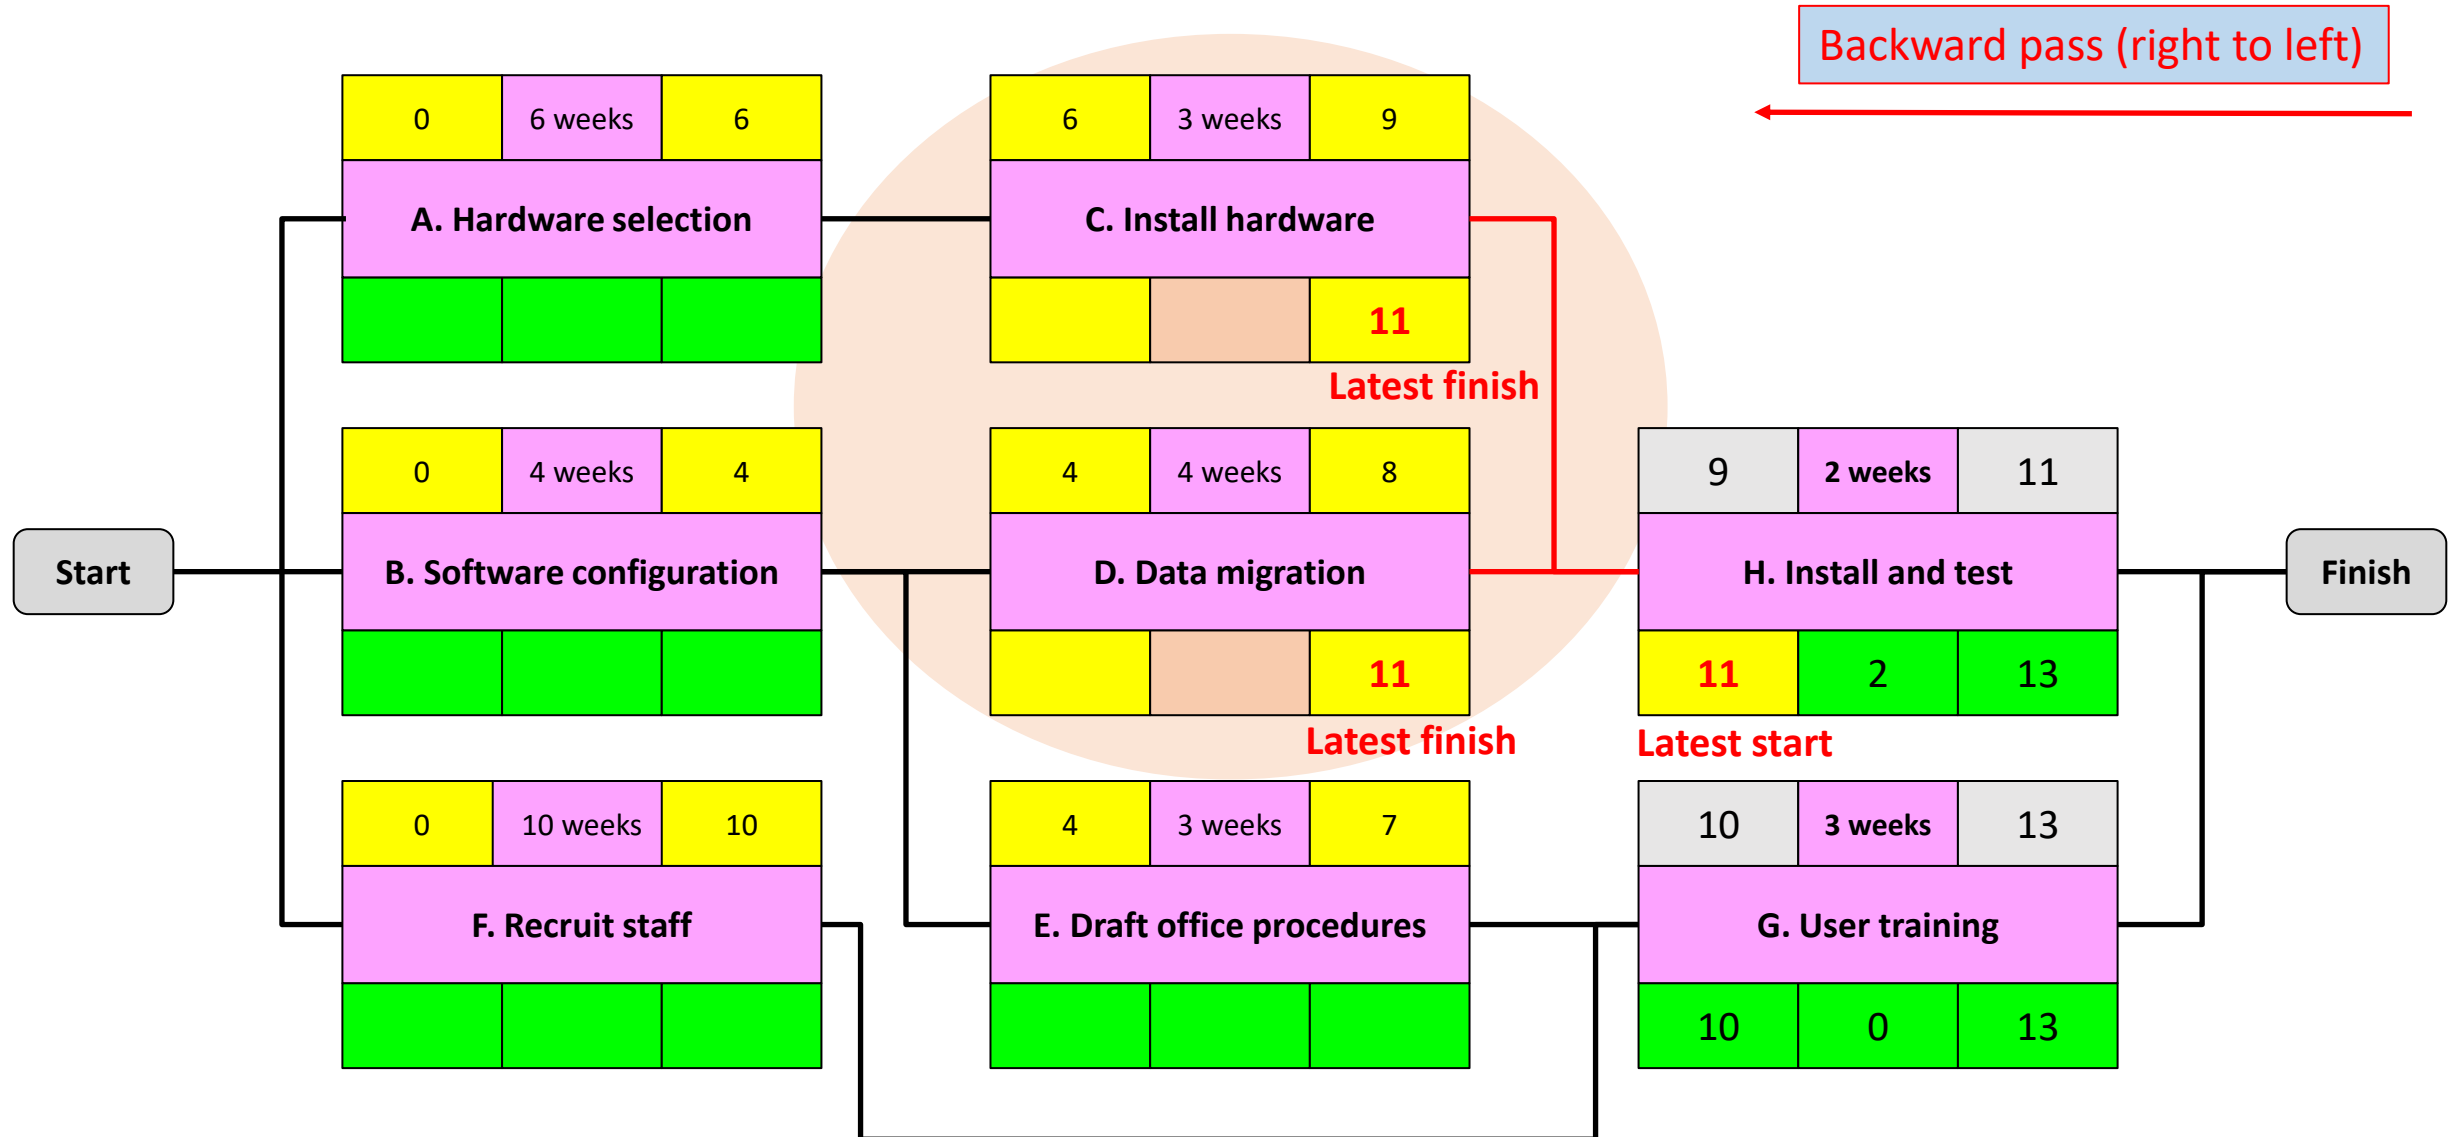 Backward pass (right to left)
0 6 weeks 6
A. Hardware selection
6 3 weeks 9
C. Install hardware
11
Latest finish
0 4 weeks 4
B. Software configuration
4 4 weeks 8
D. Data migration
11
Latest finish
9 2 weeks 11
H. Install and test
11 2 13
Latest start
Start
Finish
0 10 weeks 10
F. Recruit staff
4 3 weeks 7
E. Draft office procedures
10 3 weeks 13
G. User training
10 0 13